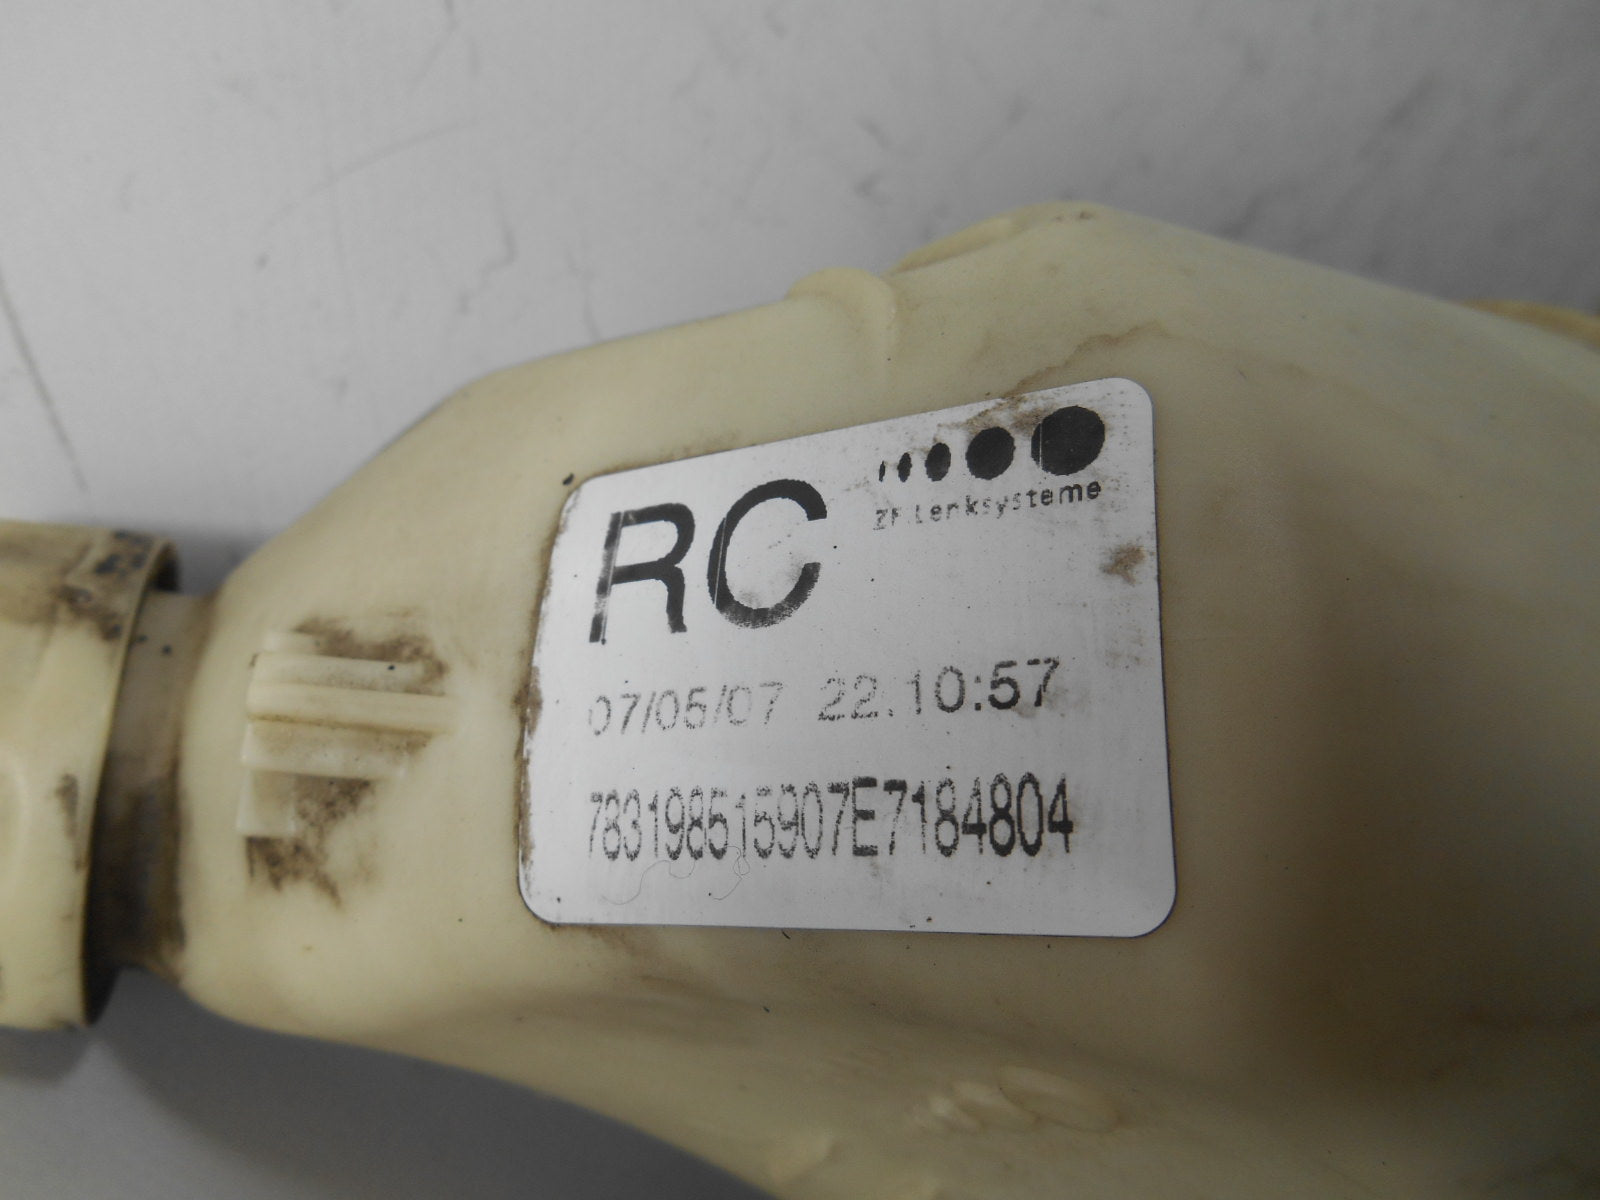 RC
ZF Lenksysteme
07/05/07 22.10:57
783198515907E7184804